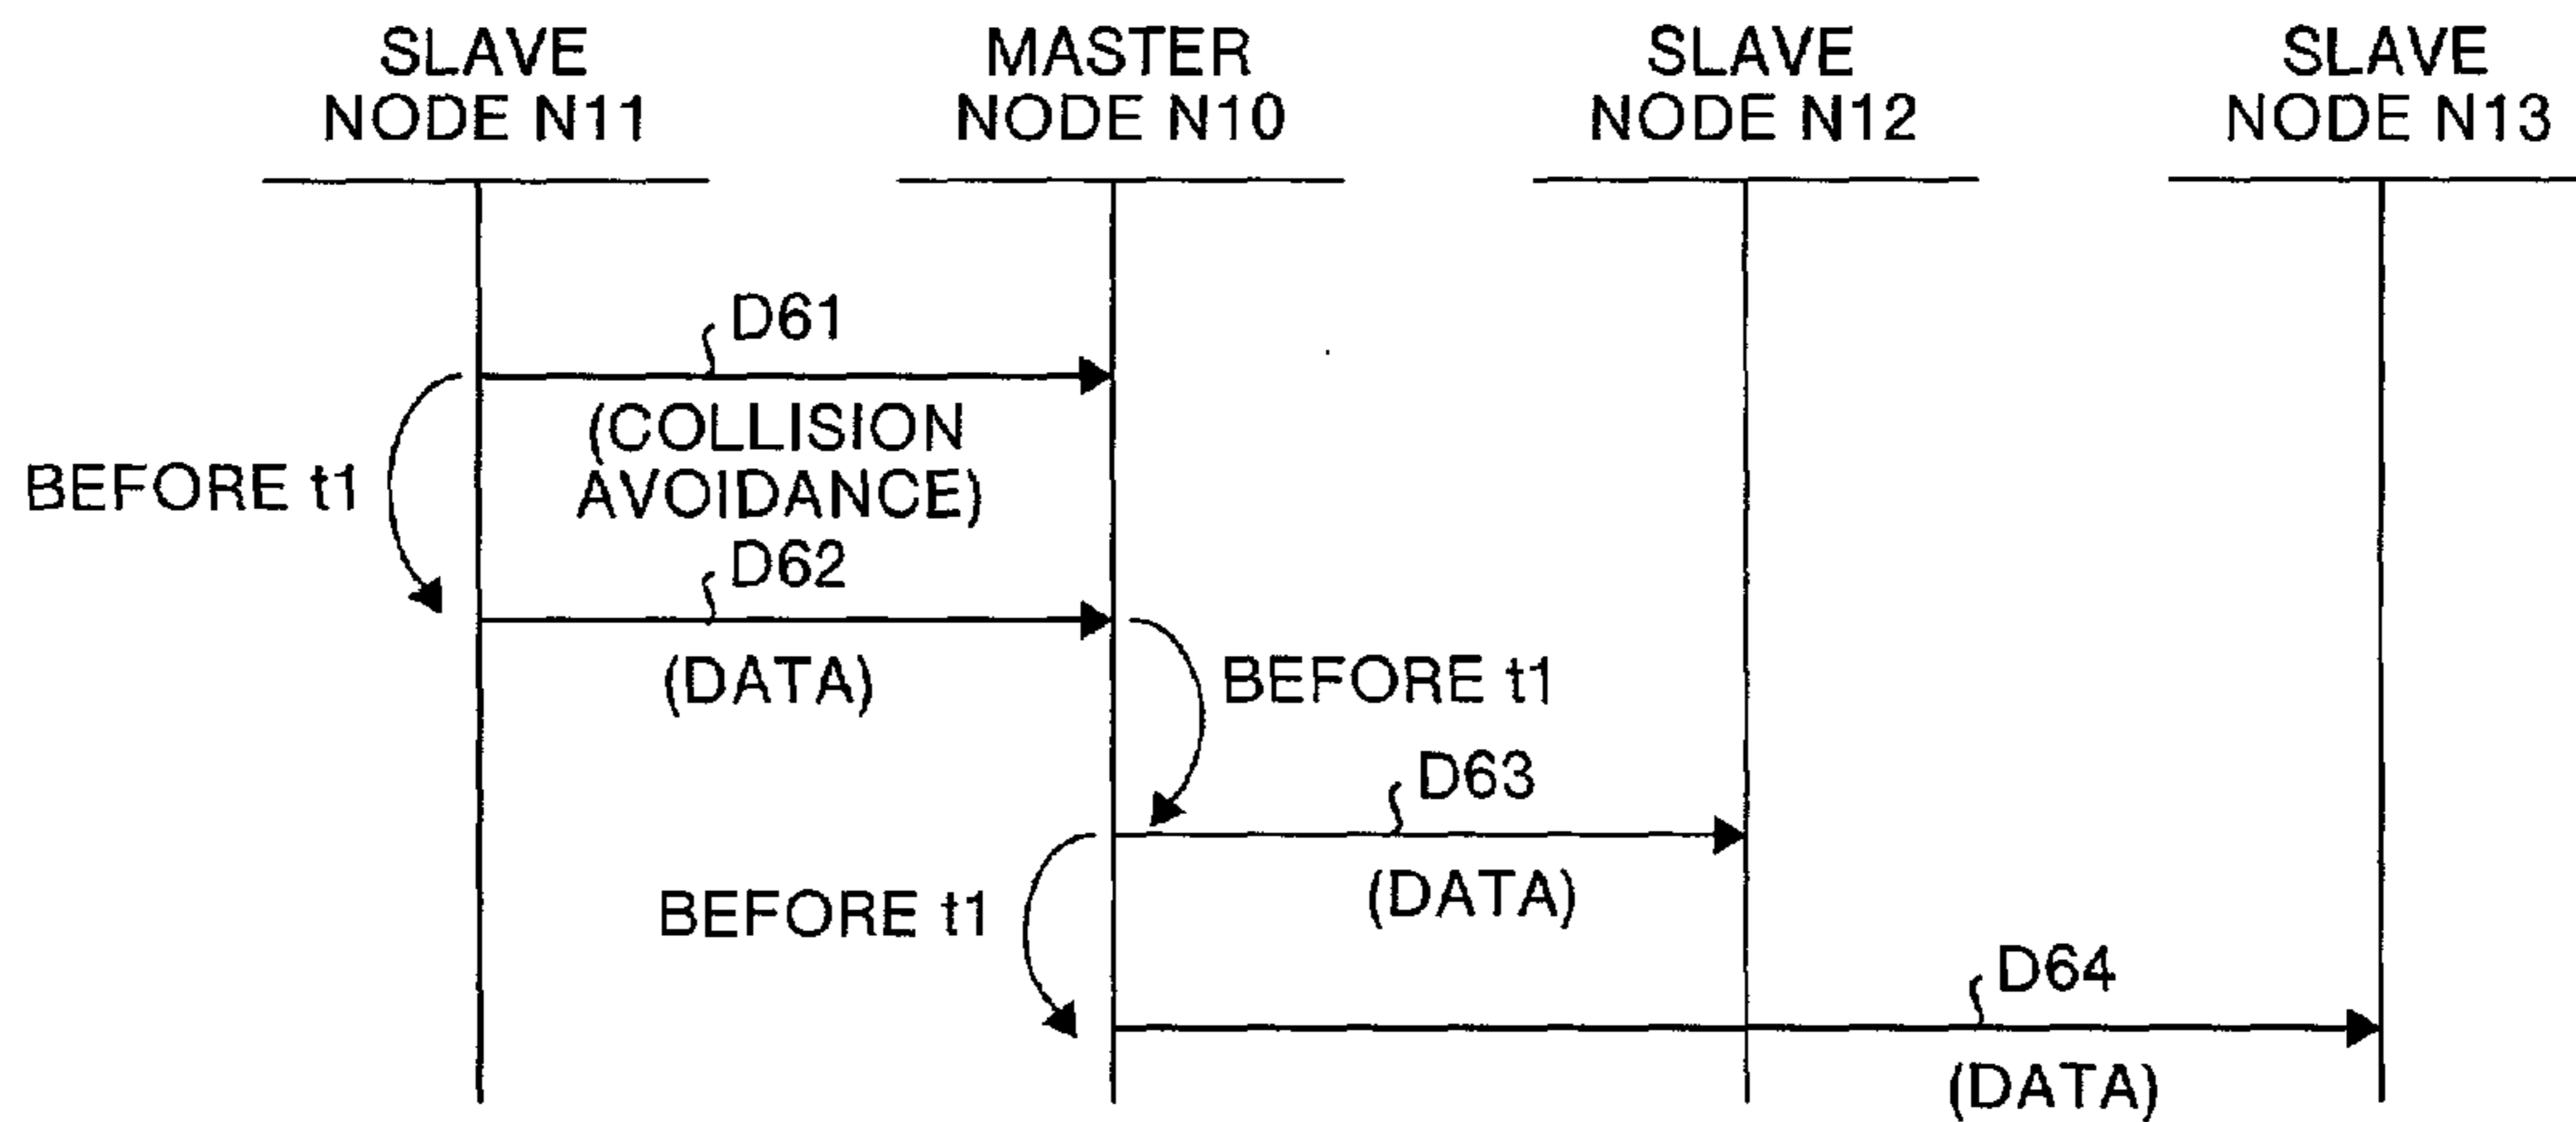 SLAVE
NODE N11
MASTER
NODE N10
SLAVE
NODE N12
SLAVE
NODE N13
D61
(COLLISION
AVOIDANCE)
BEFORE t1
D62
(DATA)
BEFORE t1
D63
(DATA)
BEFORE t1
D64
(DATA)